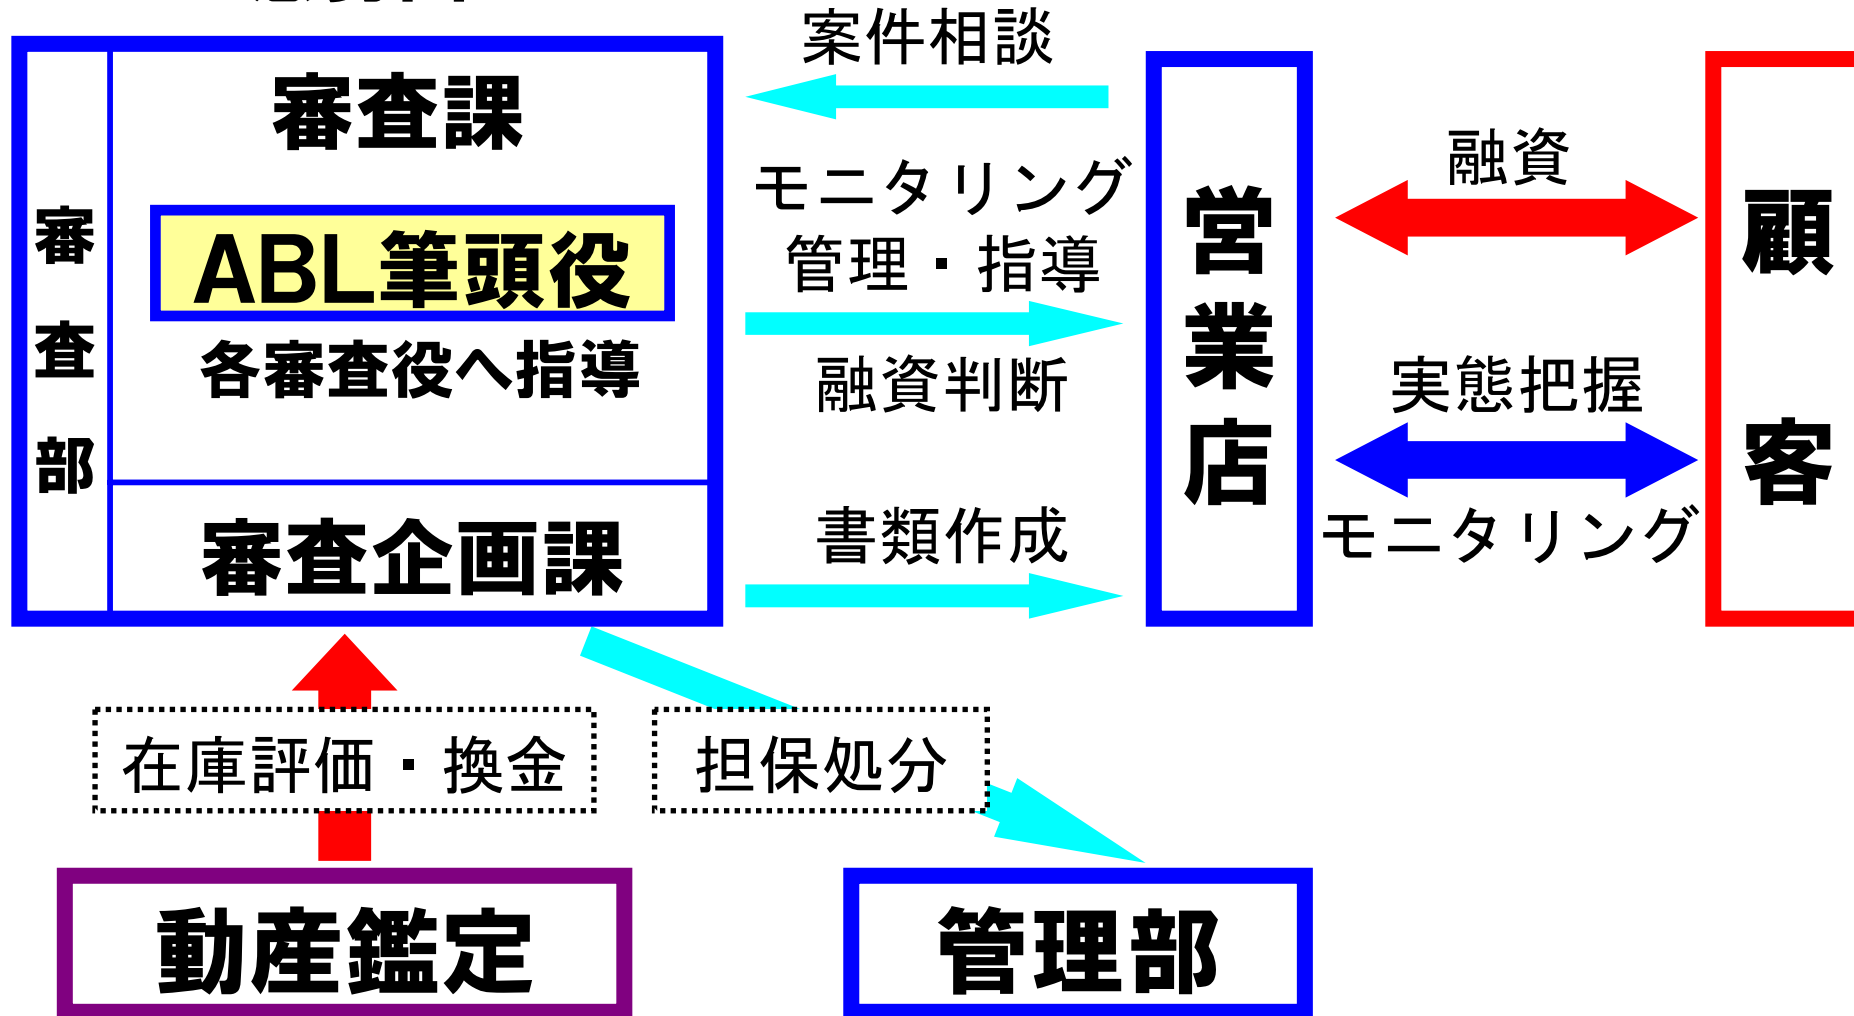 案件相談
審査課
モニタリング
管理・指導
融資
審査部
ABL筆頭役
営業店
顧客
各審査役へ指導
融資判断
実態把握
審査企画課
書類作成
モニタリング
在庫評価・換金
担保処分
動産鑑定
管理部